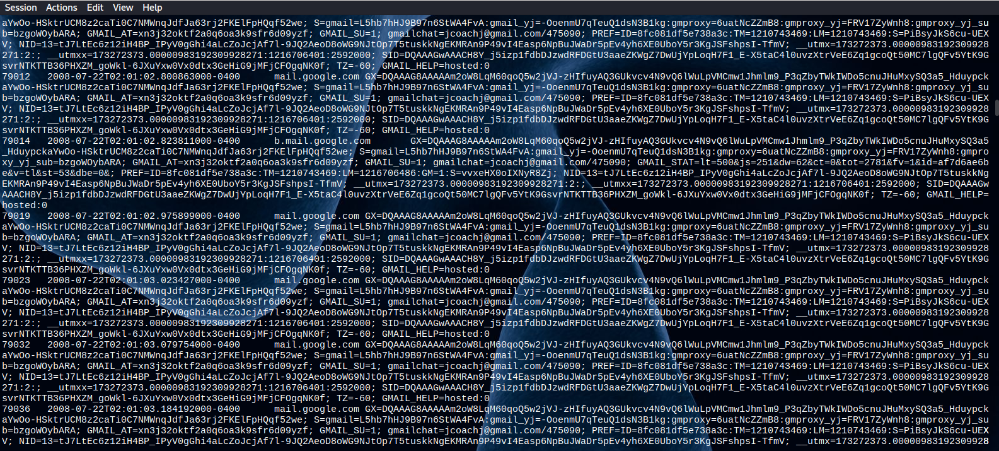 Session Actions Edit View Help
aYwOo-HSktrUCM8z2caTi0C7NMWnqJdfJa63rj2FKElFpHQqf52we; S=gmail=L5hb7hHJ9B97n6StWA4FvA:gmail_yj=-OoenmU7qTeuQ1dsN3B1kg:gmproxy=6uatNcZZmB8:gmproxy_yj=FRV17ZyWnh8:gmproxy_yj_su
b=bzgoWOybARA; GMAIL_AT=xn3j32oktf2a0q6oa3k9sfr6d09yzf; GMAIL_SU=1; gmailchat=jcoachj@gmail.com/475090; PREF=ID=8fc081df5e738a3c:TM=1210743469:LM=1210743469:S=PiBsyJkS6cu-UEX
V; NID=13=tJ7LtEc6z12iH4BP_IPyV0gGhi4aLcZoJcjAf7l-9JQ2AeoD8oWG9NJtOp7T5tuskkNgEKMRAn9P49vI4Easp6NpBuJWaDr5pEv4yh6XE0UboY5r3KgJSFshpsI-TfmV; __utmx=173272373.00000983192309928
271:2:; __utmxx=173272373.00000983192309928271:1216706401:2592000; SID=DQAAAGwAAACH8Y_j5izp1fdbDJzwdRFDGtU3aaeZKWgZ7DwUjYpLoqH7F1_E-X5taC4l0uvzXtrVeE6Zq1gcoQt50MC7lgQFv5YtK9G
svrNTKTTB36PHXZM_goWkl-6JXuYxw0Vx0dtx3GeHiG9jMFjCFOgqNK0f; TZ=-60; GMAIL_HELP=hosted:0
79012 2008-07-22T02:01:02.800863000-0400 mail.google.com GX=DQAAAG8AAAAAm2oW8LqM60qoQ5w2jVJ-zHIfuyAQ3GUkvcv4N9vQ6lWuLpVMCmw1Jhmlm9_P3qZbyTWkIWDo5cnuJHuMxySQ3a5_Hduypck
aYwOo-HSktrUCM8z2caTi0C7NMWnqJdfJa63rj2FKElFpHQqf52we; S=gmail=L5hb7hHJ9B97n6StWA4FvA:gmail_yj=-OoenmU7qTeuQ1dsN3B1kg:gmproxy=6uatNcZZmB8:gmproxy_yj=FRV17ZyWnh8:gmproxy_yj_su
b=bzgoWOybARA; GMAIL_AT=xn3j32oktf2a0q6oa3k9sfr6d09yzf; GMAIL_SU=1; gmailchat=jcoachj@gmail.com/475090; PREF=ID=8fc081df5e738a3c:TM=1210743469:LM=1210743469:S=PiBsyJkS6cu-UEX
V; NID=13=tJ7LtEc6z12iH4BP_IPyV0gGhi4aLcZoJcjAf7l-9JQ2AeoD8oWG9NJtOp7T5tuskkNgEKMRAn9P49vI4Easp6NpBuJWaDr5pEv4yh6XE0UboY5r3KgJSFshpsI-TfmV; __utmx=173272373.00000983192309928
271:2:; __utmxx=173272373.00000983192309928271:1216706401:2592000; SID=DQAAAGwAAACH8Y_j5izp1fdbDJzwdRFDGtU3aaeZKWgZ7DwUjYpLoqH7F1_E-X5taC4l0uvzXtrVeE6Zq1gcoQt50MC7lgQFv5YtK9G
svrNTKTTB36PHXZM_goWkl-6JXuYxw0Vx0dtx3GeHiG9jMFjCFOgqNK0f; TZ=-60; GMAIL_HELP=hosted:0
79014 2008-07-22T02:01:02.823811000-0400 b.mail.google.com GX=DQAAAG8AAAAAm2oW8LqM60qoQ5w2jVJ-zHIfuyAQ3GUkvcv4N9vQ6lWuLpVMCmw1Jhmlm9_P3qZbyTWkIWDo5cnuJHuMxySQ3a5
_HduypckaYwOo-HSktrUCM8z2caTi0C7NMWnqJdfJa63rj2FKElFpHQqf52we; S=gmail=L5hb7hHJ9B97n6StWA4FvA:gmail_yj=-OoenmU7qTeuQ1dsN3B1kg:gmproxy=6uatNcZZmB8:gmproxy_yj=FRV17ZyWnh8:gmpro
xy_yj_sub=bzgoWOybARA; GMAIL_AT=xn3j32oktf2a0q6oa3k9sfr6d09yzf; GMAIL_SU=1; gmailchat=jcoachj@gmail.com/475090; GMAIL_STAT=lt=500&js=251&dw=62&ct=0&tot=2781&fv=1&id=af7d6ae6b
e&v=tl&st=53&dbe=0&; PREF=ID=8fc081df5e738a3c:TM=1210743469:LM=1216706486:GM=1:S=vvxeHX0oIXNyR8Zj; NID=13=tJ7LtEc6z12iH4BP_IPyV0gGhi4aLcZoJcjAf7l-9JQ2AeoD8oWG9NJtOp7T5tuskkNg
EKMRAn9P49vI4Easp6NpBuJWaDr5pEv4yh6XE0UboY5r3KgJSFshpsI-TfmV; __utmx=173272373.00000983192309928271:2:; __utmxx=173272373.00000983192309928271:1216706401:2592000; SID=DQAAAGw
AAACH8Y_j5izp1fdbDJzwdRFDGtU3aaeZKWgZ7DwUjYpLoqH7F1_E-X5taC4l0uvzXtrVeE6Zq1gcoQt50MC7lgQFv5YtK9GsvrNTKTTB36PHXZM_goWkl-6JXuYxw0Vx0dtx3GeHiG9jMFjCFOgqNK0f; TZ=-60; GMAIL_HELP=
hosted:0
79019 2008-07-22T02:01:02.975899000-0400 mail.google.com GX=DQAAAG8AAAAAm2oW8LqM60qoQ5w2jVJ-zHIfuyAQ3GUkvcv4N9vQ6lWuLpVMCmw1Jhmlm9_P3qZbyTWkIWDo5cnuJHuMxySQ3a5_Hduypck
aYwOo-HSktrUCM8z2caTi0C7NMWnqJdfJa63rj2FKElFpHQqf52we; S=gmail=L5hb7hHJ9B97n6StWA4FvA:gmail_yj=-OoenmU7qTeuQ1dsN3B1kg:gmproxy=6uatNcZZmB8:gmproxy_yj=FRV17ZyWnh8:gmproxy_yj_su
b=bzgoWOybARA; GMAIL_AT=xn3j32oktf2a0q6oa3k9sfr6d09yzf; GMAIL_SU=1; gmailchat=jcoachj@gmail.com/475090; PREF=ID=8fc081df5e738a3c:TM=1210743469:LM=1210743469:S=PiBsyJkS6cu-UEX
V; NID=13=tJ7LtEc6z12iH4BP_IPyV0gGhi4aLcZoJcjAf7l-9JQ2AeoD8oWG9NJtOp7T5tuskkNgEKMRAn9P49vI4Easp6NpBuJWaDr5pEv4yh6XE0UboY5r3KgJSFshpsI-TfmV; __utmx=173272373.00000983192309928
271:2:; __utmxx=173272373.00000983192309928271:1216706401:2592000; SID=DQAAAGwAAACH8Y_j5izp1fdbDJzwdRFDGtU3aaeZKWgZ7DwUjYpLoqH7F1_E-X5taC4l0uvzXtrVeE6Zq1gcoQt50MC7lgQFv5YtK9G
svrNTKTTB36PHXZM_goWkl-6JXuYxw0Vx0dtx3GeHiG9jMFjCFOgqNK0f; TZ=-60; GMAIL_HELP=hosted:0
79023 2008-07-22T02:01:03.023427000-0400 mail.google.com GX=DQAAAG8AAAAAm2oW8LqM60qoQ5w2jVJ-zHIfuyAQ3GUkvcv4N9vQ6lWuLpVMCmw1Jhmlm9_P3qZbyTWkIWDo5cnuJHuMxySQ3a5_Hduypck
aYwOo-HSktrUCM8z2caTi0C7NMWnqJdfJa63rj2FKElFpHQqf52we; S=gmail=L5hb7hHJ9B97n6StWA4FvA:gmail_yj=-OoenmU7qTeuQ1dsN3B1kg:gmproxy=6uatNcZZmB8:gmproxy_yj=FRV17ZyWnh8:gmproxy_yj_su
b=bzgoWOybARA; GMAIL_AT=xn3j32oktf2a0q6oa3k9sfr6d09yzf; GMAIL_SU=1; gmailchat=jcoachj@gmail.com/475090; PREF=ID=8fc081df5e738a3c:TM=1210743469:LM=1210743469:S=PiBsyJkS6cu-UEX
V; NID=13=tJ7LtEc6z12iH4BP_IPyV0gGhi4aLcZoJcjAf7l-9JQ2AeoD8oWG9NJtOp7T5tuskkNgEKMRAn9P49vI4Easp6NpBuJWaDr5pEv4yh6XE0UboY5r3KgJSFshpsI-TfmV; __utmx=173272373.00000983192309928
271:2:; __utmxx=173272373.00000983192309928271:1216706401:2592000; SID=DQAAAGwAAACH8Y_j5izp1fdbDJzwdRFDGtU3aaeZKWgZ7DwUjYpLoqH7F1_E-X5taC4l0uvzXtrVeE6Zq1gcoQt50MC7lgQFv5YtK9G
svrNTKTTB36PHXZM_goWkl-6JXuYxw0Vx0dtx3GeHiG9jMFjCFOgqNK0f; TZ=-60; GMAIL_HELP=hosted:0
79032 2008-07-22T02:01:03.079754000-0400 mail.google.com GX=DQAAAG8AAAAAm2oW8LqM60qoQ5w2jVJ-zHIfuyAQ3GUkvcv4N9vQ6lWuLpVMCmw1Jhmlm9_P3qZbyTWkIWDo5cnuJHuMxySQ3a5_Hduypck
aYwOo-HSktrUCM8z2caTi0C7NMWnqJdfJa63rj2FKElFpHQqf52we; S=gmail=L5hb7hHJ9B97n6StWA4FvA:gmail_yj=-OoenmU7qTeuQ1dsN3B1kg:gmproxy=6uatNcZZmB8:gmproxy_yj=FRV17ZyWnh8:gmproxy_yj_su
b=bzgoWOybARA; GMAIL_AT=xn3j32oktf2a0q6oa3k9sfr6d09yzf; GMAIL_SU=1; gmailchat=jcoachj@gmail.com/475090; PREF=ID=8fc081df5e738a3c:TM=1210743469:LM=1210743469:S=PiBsyJkS6cu-UEX
V; NID=13=tJ7LtEc6z12iH4BP_IPyV0gGhi4aLcZoJcjAf7l-9JQ2AeoD8oWG9NJtOp7T5tuskkNgEKMRAn9P49vI4Easp6NpBuJWaDr5pEv4yh6XE0UboY5r3KgJSFshpsI-TfmV; __utmx=173272373.00000983192309928
271:2:; __utmxx=173272373.00000983192309928271:1216706401:2592000; SID=DQAAAGwAAACH8Y_j5izp1fdbDJzwdRFDGtU3aaeZKWgZ7DwUjYpLoqH7F1_E-X5taC4l0uvzXtrVeE6Zq1gcoQt50MC7lgQFv5YtK9G
svrNTKTTB36PHXZM_goWkl-6JXuYxw0Vx0dtx3GeHiG9jMFjCFOgqNK0f; TZ=-60; GMAIL_HELP=hosted:0
79036 2008-07-22T02:01:03.184192000-0400 mail.google.com GX=DQAAAG8AAAAAm2oW8LqM60qoQ5w2jVJ-zHIfuyAQ3GUkvcv4N9vQ6lWuLpVMCmw1Jhmlm9_P3qZbyTWkIWDo5cnuJHuMxySQ3a5_Hduypck
aYwOo-HSktrUCM8z2caTi0C7NMWnqJdfJa63rj2FKElFpHQqf52we; S=gmail=L5hb7hHJ9B97n6StWA4FvA:gmail_yj=-OoenmU7qTeuQ1dsN3B1kg:gmproxy=6uatNcZZmB8:gmproxy_yj=FRV17ZyWnh8:gmproxy_yj_su
b=bzgoWOybARA; GMAIL_AT=xn3j32oktf2a0q6oa3k9sfr6d09yzf; GMAIL_SU=1; gmailchat=jcoachj@gmail.com/475090; PREF=ID=8fc081df5e738a3c:TM=1210743469:LM=1210743469:S=PiBsyJkS6cu-UEX
V; NID=13=tJ7LtEc6z12iH4BP_IPyV0gGhi4aLcZoJcjAf7l-9JQ2AeoD8oWG9NJtOp7T5tuskkNgEKMRAn9P49vI4Easp6NpBuJWaDr5pEv4yh6XE0UboY5r3KgJSFshpsI-TfmV; __utmx=173272373.00000983192309928